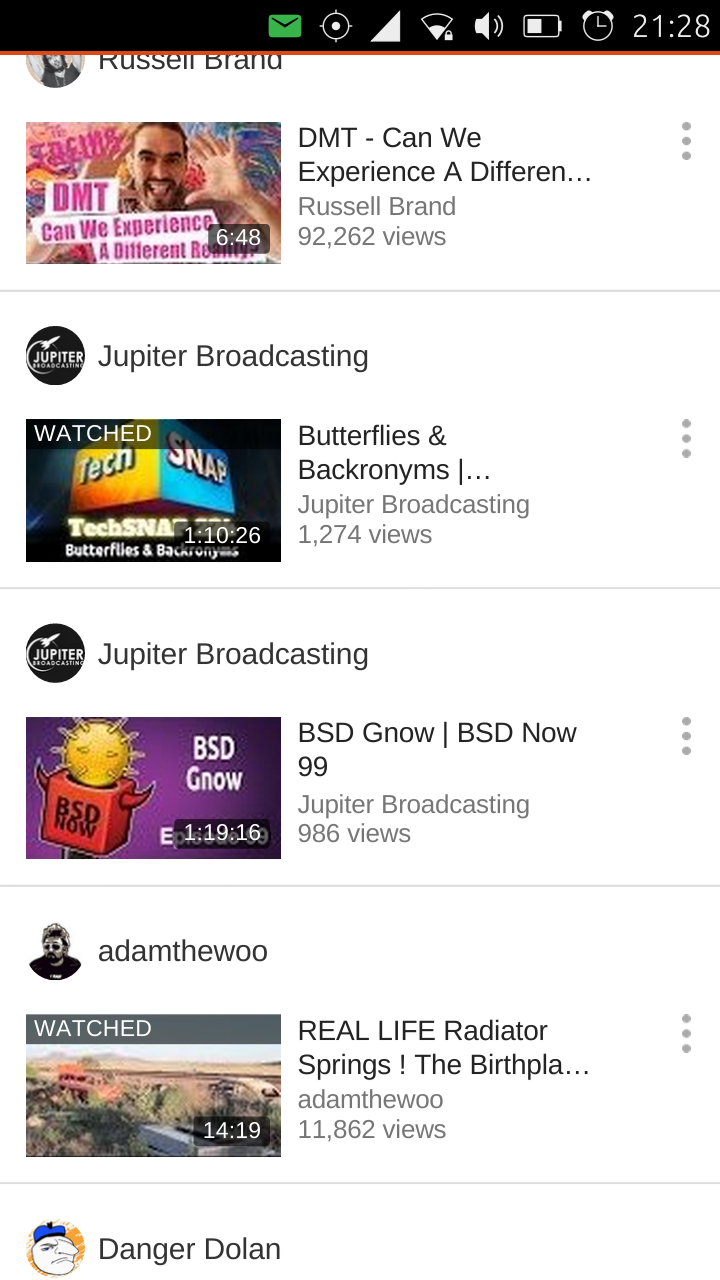 21:28
Russell Brand
DMT
Can We Experience
A Different Reality?
6:48
DMT - Can We
Experience A Differen…
Russell Brand
92,262 views
JUPITER
BROADCASTING
Jupiter Broadcasting
WATCHED
Tech SNAP
TechSNAP
1:10:26
Butterflies & Backronyms
Butterflies &
Backronyms |…
Jupiter Broadcasting
1,274 views
JUPITER
BROADCASTING
Jupiter Broadcasting
BSD
Gnow
BSD
NOW
1:19:16
BSD Gnow | BSD Now
99
Jupiter Broadcasting
986 views
adamthewoo
WATCHED
14:19
REAL LIFE Radiator
Springs ! The Birthpla…
adamthewoo
11,862 views
Danger Dolan